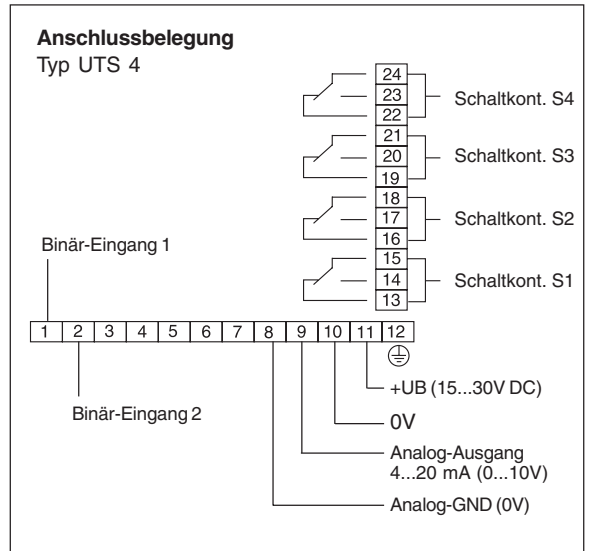 Anschlussbelegung
Typ UTS 4
24
23 Schaltkont. S4
22
21
20 Schaltkont. S3
19
18
17 Schaltkont. S2
16
Binär-Eingang 1
15
14 Schaltkont. S1
13
1 2 3 4 5 6 7 8 9 10 11 12
+UB (15...30V DC)
Binär-Eingang 2
0V
Analog-Ausgang
4...20 mA (0...10V)
Analog-GND (0V)